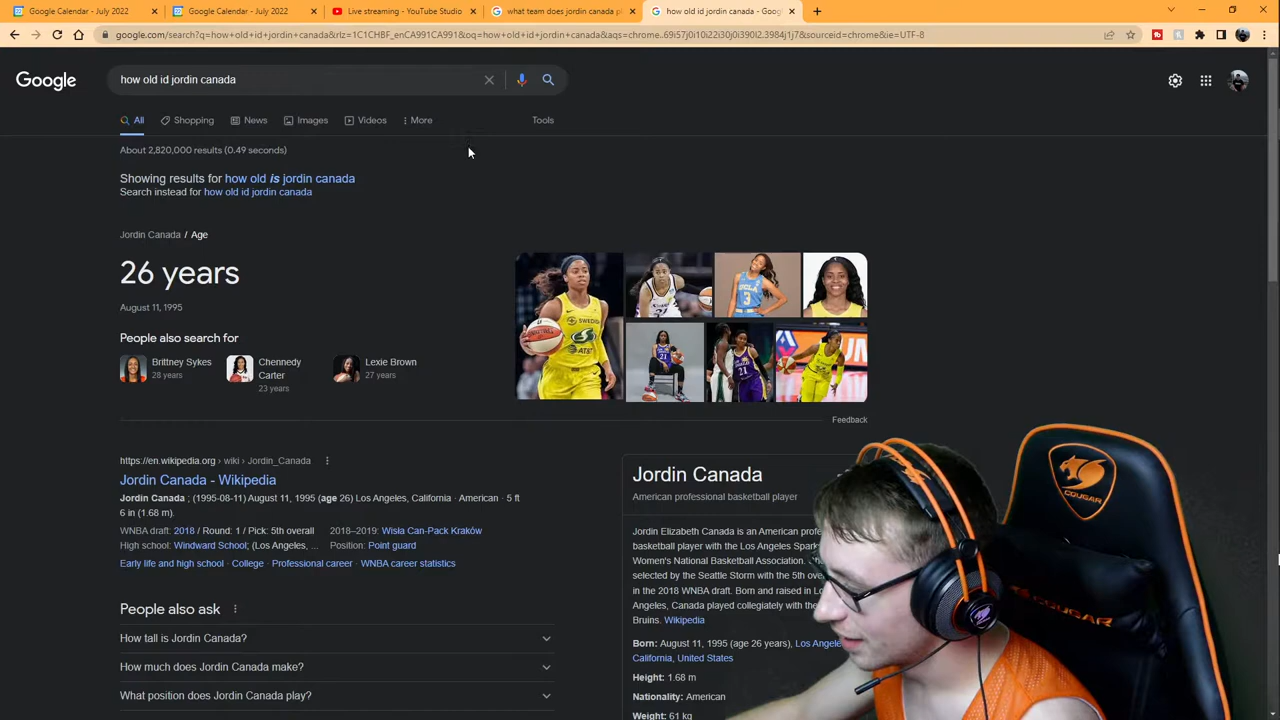 Google Calendar - July 2022
Google Calendar - July 2022
Live streaming - YouTube Studio
what team does jordin canada pl
how old id jordin canada - Goog
google.com/search?q=how+old+id+jordin+canada&rlz=1C1CHBF_enCA991CA991&oq=how+old+id+jordin+canada&aqs=chrome..69i57j0i10i22i30j0i390l2.3984j1j7&sourceid=chrome&ie=UTF-8
Google
how old id jordin canada
All
Shopping
News
Images
Videos
More
Tools
About 2,820,000 results (0.49 seconds)
Showing results for how old is jordin canada
Search instead for how old id jordin canada
Jordin Canada / Age
26 years
August 11, 1995
People also search for
Brittney Sykes
28 years
Chennedy
Carter
23 years
Lexie Brown
27 years
Feedback
https://en.wikipedia.org › wiki › Jordin_Canada
Jordin Canada - Wikipedia
Jordin Canada ; (1995-08-11) August 11, 1995 (age 26) Los Angeles, California · American · 5 ft
6 in (1.68 m).
WNBA draft: 2018 / Round: 1 / Pick: 5th overall
2018–2019: Wisła Can-Pack Kraków
High school: Windward School; (Los Angeles, ...
Position: Point guard
Early life and high school · College · Professional career · WNBA career statistics
People also ask
How tall is Jordin Canada?
How much does Jordin Canada make?
What position does Jordin Canada play?
Jordin Canada
American professional basketball player
Jordin Elizabeth Canada is an American profe
basketball player with the Los Angeles Spark
Women's National Basketball Association. She
selected by the Seattle Storm with the 5th over
in the 2018 WNBA draft. Born and raised in Los
Angeles, Canada played collegiately with the
Bruins. Wikipedia
Born: August 11, 1995 (age 26 years), Los Angele
California, United States
Height: 1.68 m
Nationality: American
Weight: 61 kg
COUGAR
COUGAR